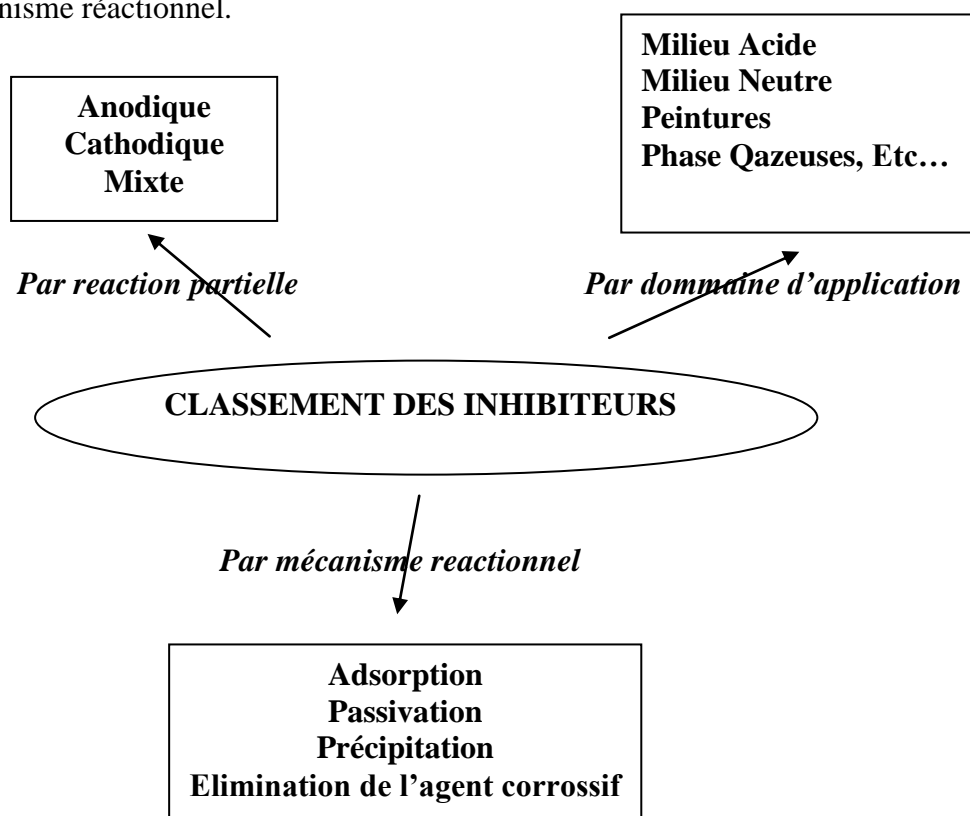 nisme réactionnel.
Milieu Acide
Milieu Neutre
Peintures
Phase Qazeuses, Etc…
Anodique
Cathodique
Mixte
Par reaction partielle
Par dommaine d’application
CLASSEMENT DES INHIBITEURS
Par mécanisme reactionnel
Adsorption
Passivation
Précipitation
Elimination de l’agent corrossif